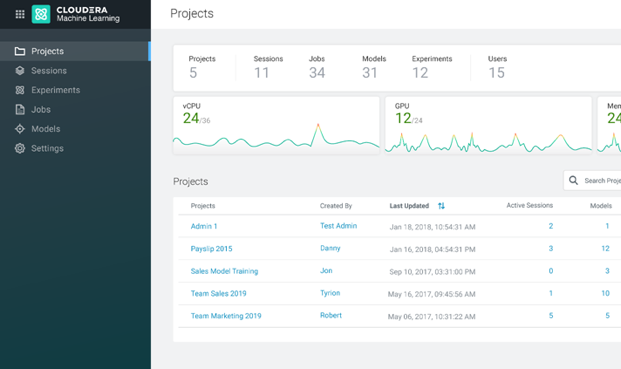 CLOUDERA
Machine Learning
Projects
Sessions
Experiments
Jobs
Models
Settings
Projects
Projects Sessions Jobs Models Experiments Users
5 11 34 31 12 15
vCPU GPU
24/36 12/24 24
Projects
Search
Projects Created By Last Updated Active Sessions Models
Admin 1 Test Admin Jan 18, 2018, 10:54:31 AM 2 1
Payslip 2015 Danny Jan 16, 2018, 04:54:31 PM 3 12
Sales Model Training Jon Sep 10, 2017, 03:31:00 PM 0 3
Team Sales 2019 Tyrion May 16, 2017, 09:45:56 AM 1 10
Team Marketing 2019 Robert May 06, 2017, 10:31:22 AM 5 5